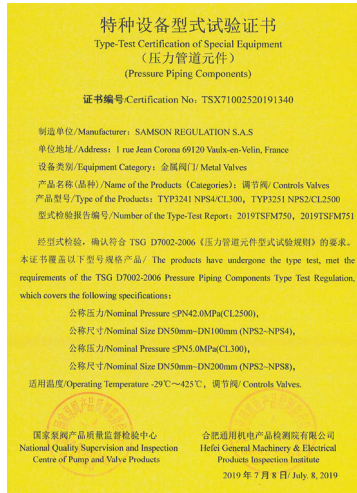 特种设备型式试验证书
Type-Test Certification of Special Equipment
(压力管道元件)
(Pressure Piping Components)
证书编号/Certification No: TSX71002520191340
制造单位/Manufacturer: SAMSON REGULATION S.A.S
单位地址/Address: 1 rue Jean Corona 69120 Vaulx-en-Velin, France
设备类别/Equipment Category: 金属阀门/ Metal Valves
产品名称(品种)/Name of the Products (Categories): 调节阀/ Controls Valves
产品型号/Type of the Products: TYP3241 NPS4/CL300, TYP3251 NPS2/CL2500
型式检验报告编号/Number of the Type-Test Report: 2019TSFM750, 2019TSFM751
经型式检验，确认符合 TSG D7002-2006《压力管道元件型式试验规则》的要求。
本证书覆盖以下型号规格产品/ The products have undergone the type test, met the
requirements of the TSG D7002-2006 Pressure Piping Components Type Test Regulation,
which covers the following specifications:
公称压力/Nominal Pressure ≤PN42.0MPa(CL2500),
公称尺寸/Nominal Size DN50mm~DN100mm (NPS2~NPS4),
公称压力/Nominal Pressure ≤PN5.0MPa(CL300),
公称尺寸/Nominal Size DN50mm~DN200mm (NPS2~NPS8),
适用温度/Operating Temperature -29℃～425℃, 调节阀/ Controls Valves.
国家泵阀产品质量监督检验中心
National Quality Supervision and Inspection
Centre of Pump and Valve Products
合肥通用机电产品检测院有限公司
Hefei General Machinery & Electrical
Products Inspection Institute
2019 年 7 月 8 日/ July. 8, 2019